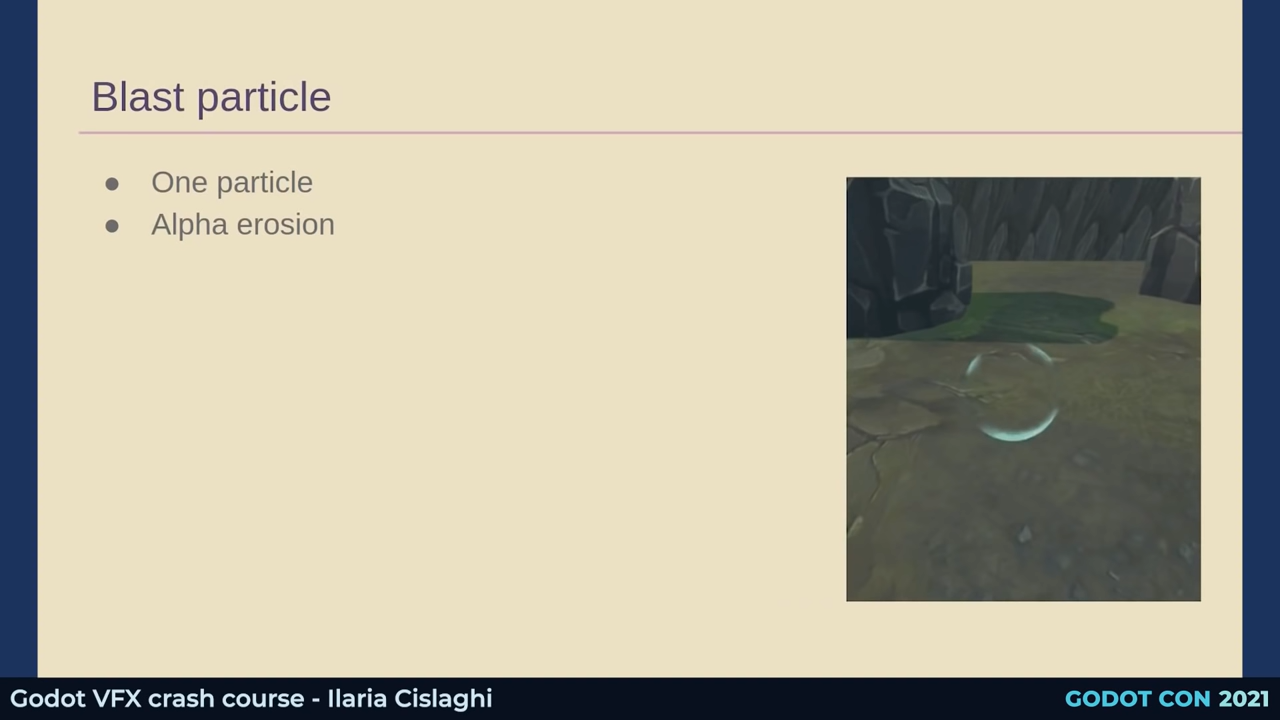 Blast particle
● One particle
● Alpha erosion
Godot VFX crash course - Ilaria Cislaghi
GODOT CON 2021